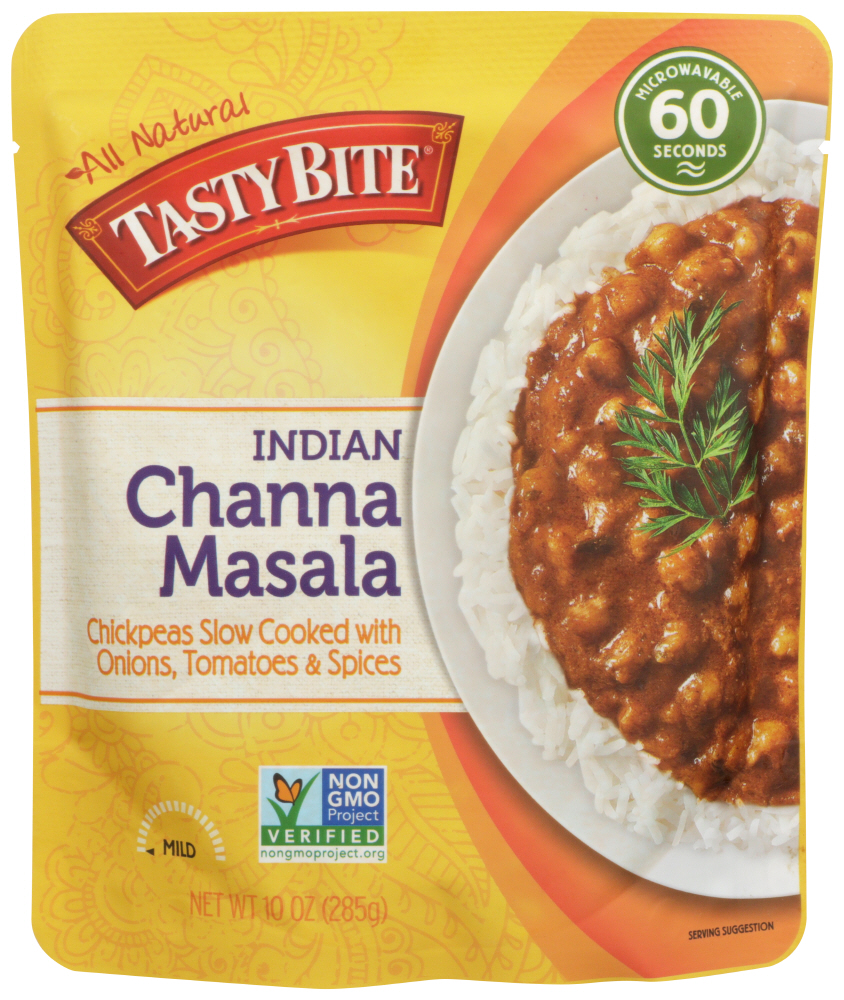 All Natural
TASTY BITE®
MICROWAVABLE
60
SECONDS
INDIAN
Channa
Masala
Chickpeas Slow Cooked with
Onions, Tomatoes & Spices
NON
GMO
Project
VERIFIED
nongmoproject.org
MILD
NET WT 10 OZ (285g)
SERVING SUGGESTION